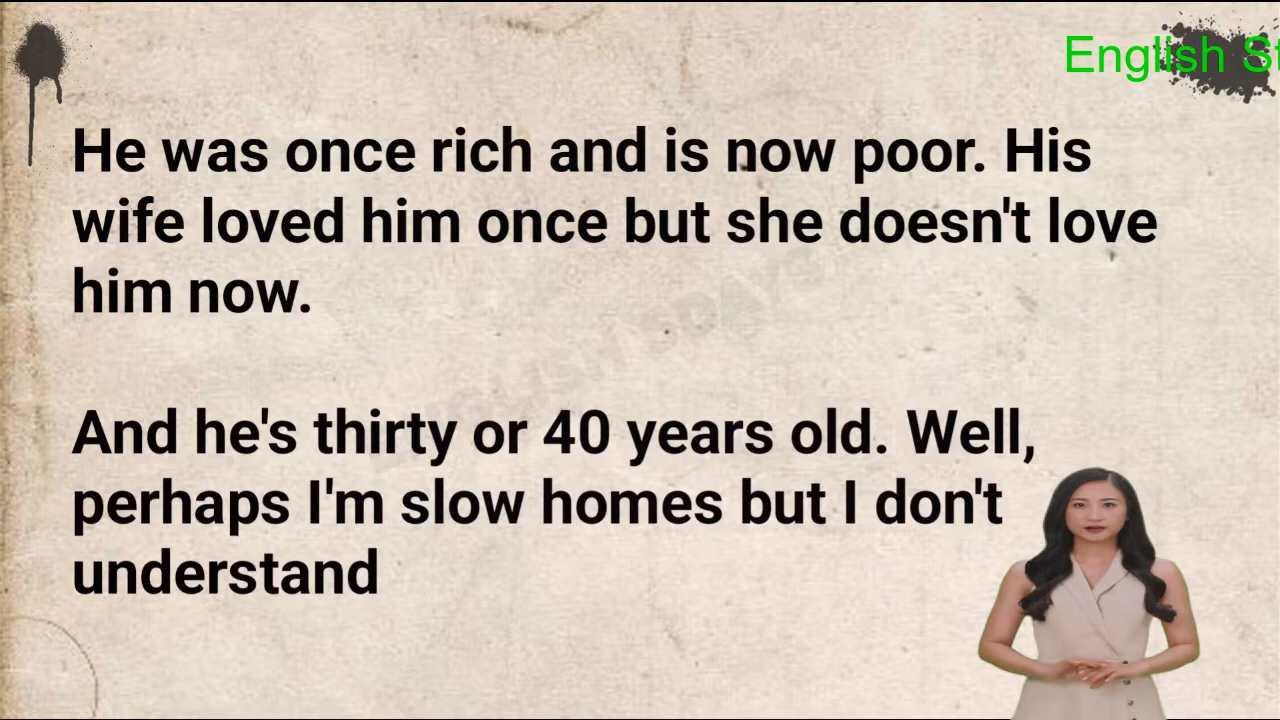 English St
He was once rich and is now poor. His
wife loved him once but she doesn't love
him now.
And he's thirty or 40 years old. Well,
perhaps I'm slow homes but I don't
understand